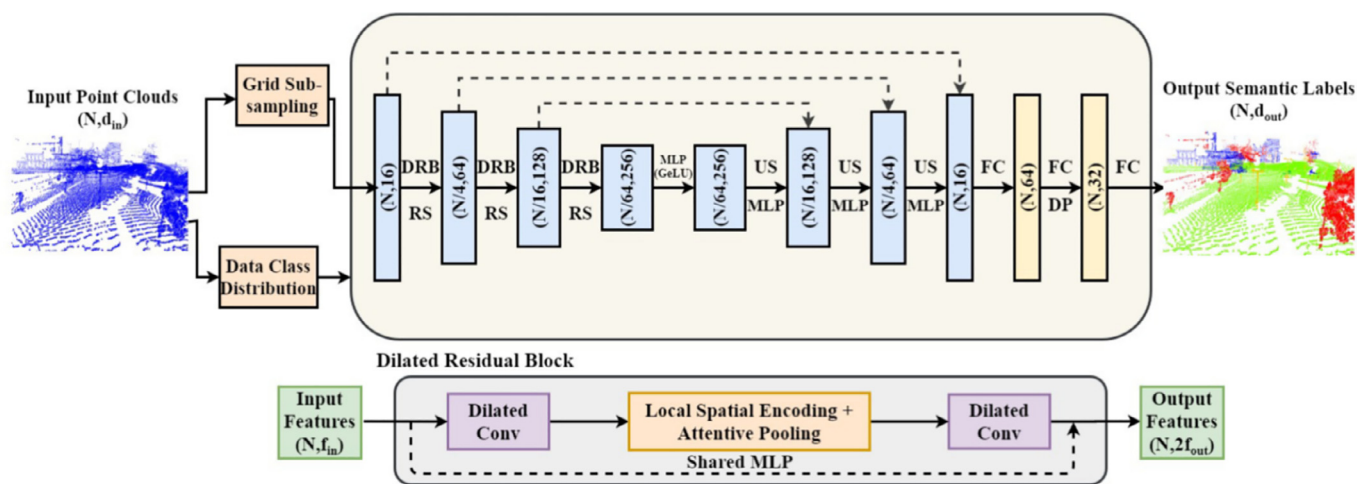 Input Point Clouds
(N,d_in)
Grid Sub-
sampling
Data Class
Distribution
(N,16)
DRB
RS
(N/4,64)
DRB
RS
(N/16,128)
DRB
RS
(N/64,256)
MLP
(GeLU)
(N/64,256)
US
MLP
(N/16,128)
US
MLP
(N/4,64)
US
MLP
(N,16)
FC
(N,64)
FC
DP
(N,32)
FC
Output Semantic Labels
(N,d_out)
Dilated Residual Block
Input
Features
(N,f_in)
Dilated
Conv
Local Spatial Encoding +
Attentive Pooling
Dilated
Conv
Shared MLP
Output
Features
(N,2f_out)